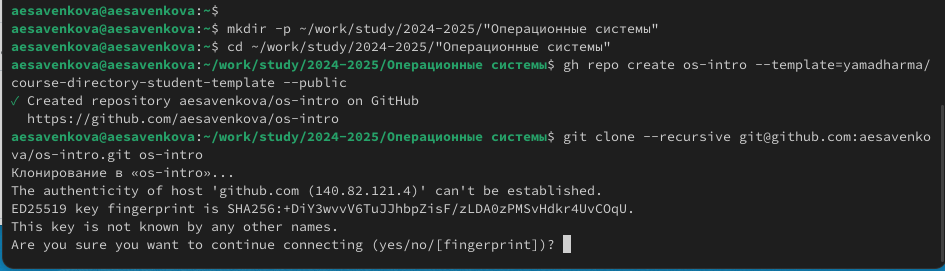 aesavenkova@aesavenkova:~$
aesavenkova@aesavenkova:~$ mkdir -p ~/work/study/2024-2025/"Операционные системы"
aesavenkova@aesavenkova:~$ cd ~/work/study/2024-2025/"Операционные системы"
aesavenkova@aesavenkova:~/work/study/2024-2025/Операционные системы$ gh repo create os-intro --template=yamadharma/
course-directory-student-template --public
✓ Created repository aesavenkova/os-intro on GitHub
https://github.com/aesavenkova/os-intro
aesavenkova@aesavenkova:~/work/study/2024-2025/Операционные системы$ git clone --recursive git@github.com:aesavenko
va/os-intro.git os-intro
Клонирование в «os-intro»...
The authenticity of host 'github.com (140.82.121.4)' can't be established.
ED25519 key fingerprint is SHA256:+DiY3wvvV6TuJJhbpZisF/zLDA0zPMSvHdkr4UvCOqU.
This key is not known by any other names.
Are you sure you want to continue connecting (yes/no/[fingerprint])?